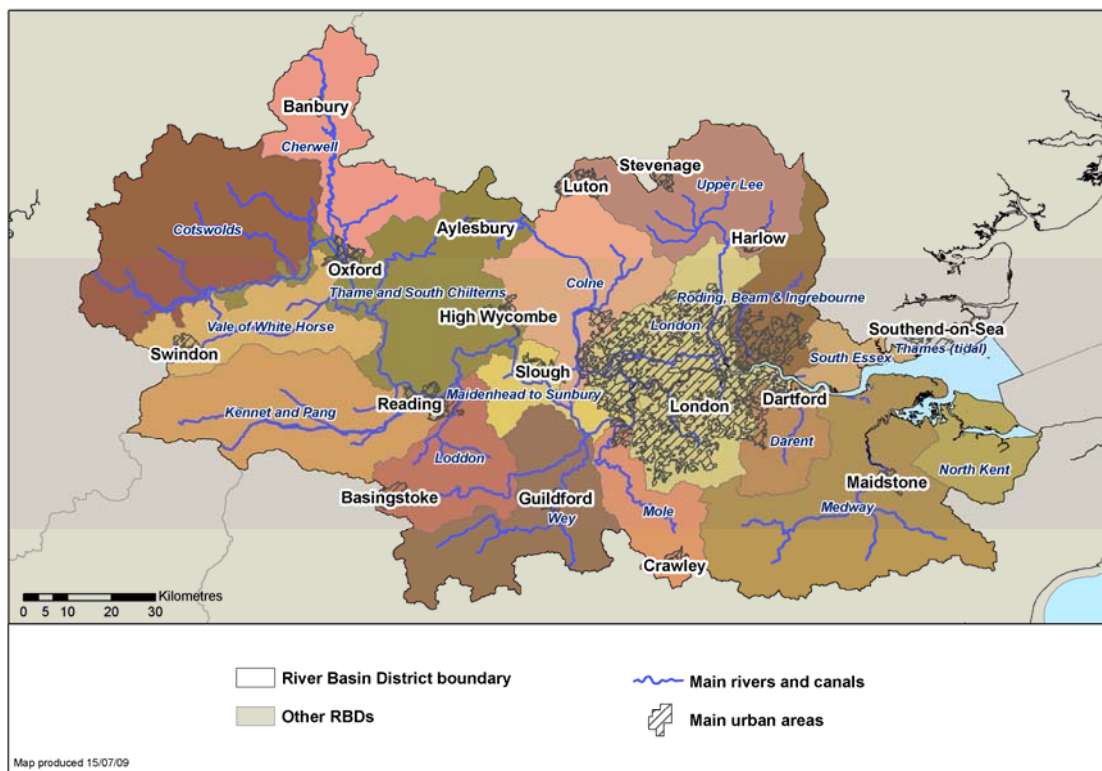 Banbury
Cherwell
Stevenage
Luton
Upper Lee
Cotswolds
Aylesbury
Harlow
Oxford
Thame and South Chilterns
Colne
Roding, Beam & Ingrebourne
High Wycombe
London
Vale of White Horse
Southend-on-Sea
Thames (tidal)
Swindon
South Essex
Slough
Maidenhead to Sunbury
Reading
Dartford
Kennet and Pang
London
Darent
Loddon
North Kent
Maidstone
Basingstoke
Guildford
Medway
Wey
Mole
Crawley
Kilometres
0 5 10 20 30
River Basin District boundary
Main rivers and canals
Other RBDs
Main urban areas
Map produced 15/07/09